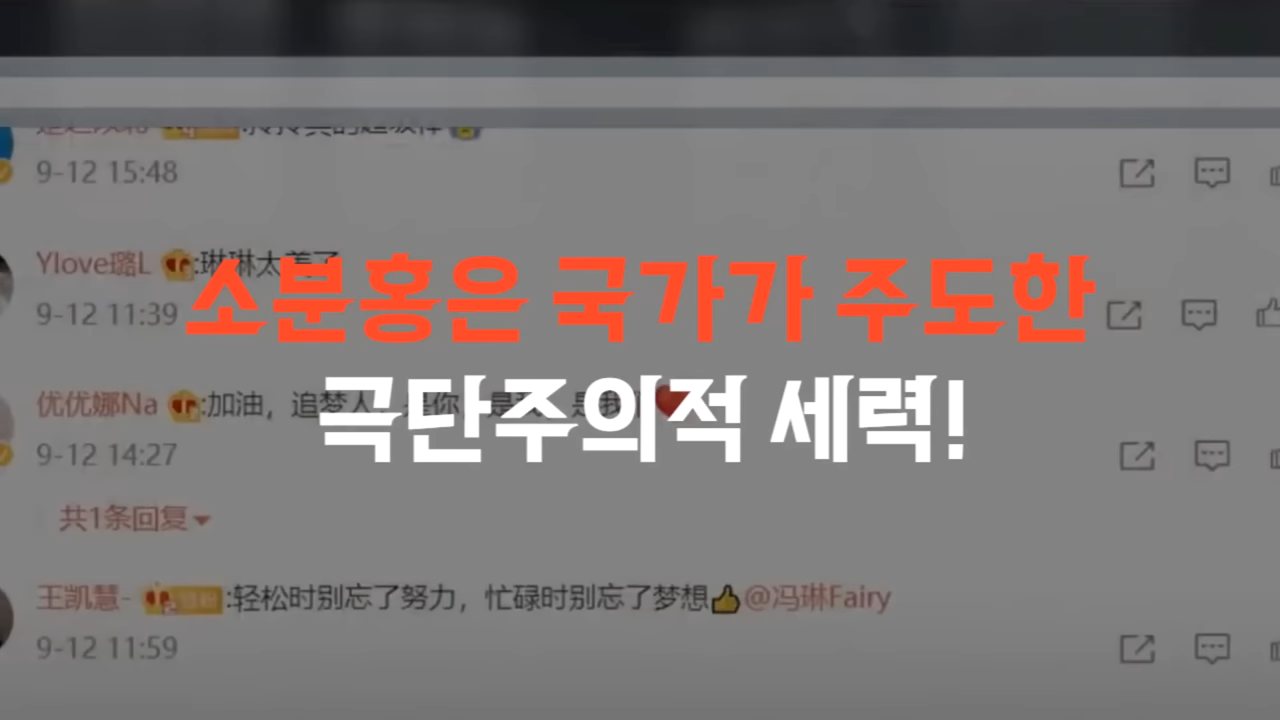 9-12 15:48
Ylove璐L :琳琳太美了
9-12 11:39
소분홍은 국가가 주도한
优优娜Na :加油，追梦人
극단주의적 세력!
9-12 14:27
共1条回复
王凯慧- :轻松时别忘了努力，忙碌时别忘了梦想 @冯琳Fairy
9-12 11:59